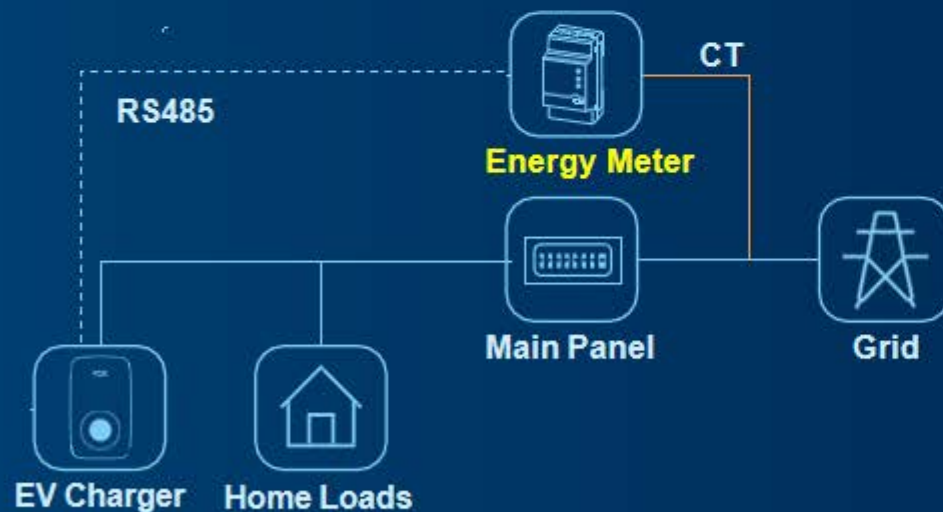 CT
RS485
Energy Meter
Main Panel
Grid
EV Charger
Home Loads